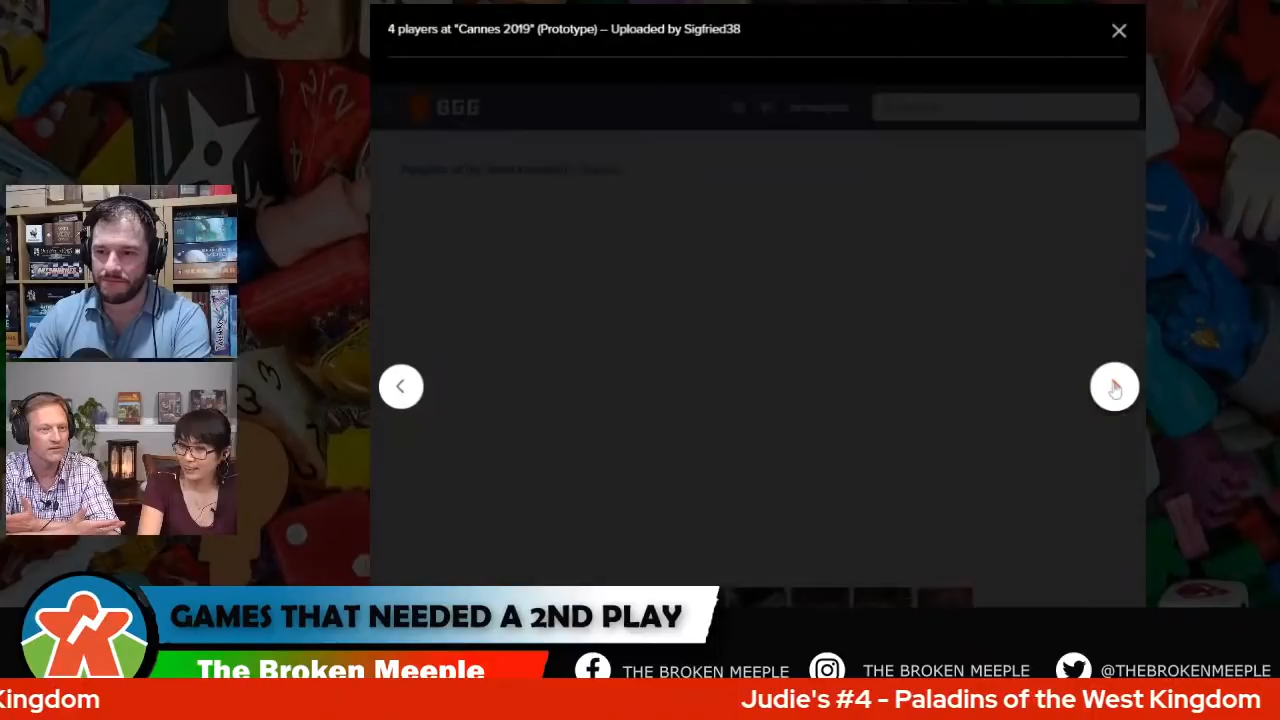 4 players at "Cannes 2019" (Prototype) – Uploaded by Sigfried38
BGG
GAMES THAT NEEDED A 2ND PLAY
The Broken Meeple
THE BROKEN MEEPLE
THE BROKEN MEEPLE
@THEBROKENMEEPLE
Kingdom
Judie's #4 - Paladins of the West Kingdom